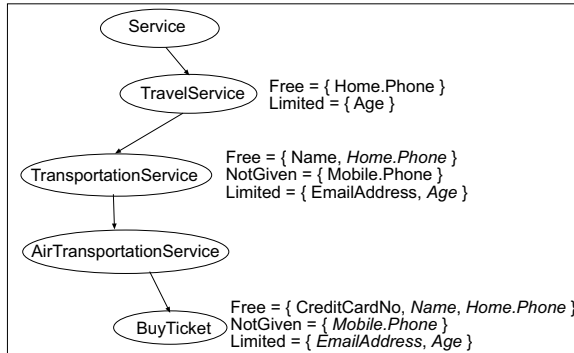 Service
TravelService
Free = { Home.Phone }
Limited = { Age }
Free = { Name, Home.Phone }
TransportationService
NotGiven = { Mobile.Phone }
Limited = { EmailAddress, Age }
AirTransportationService
Free = { CreditCardNo, Name, Home.Phone }
BuyTicket
NotGiven = { Mobile.Phone }
Limited = { EmailAddress, Age }